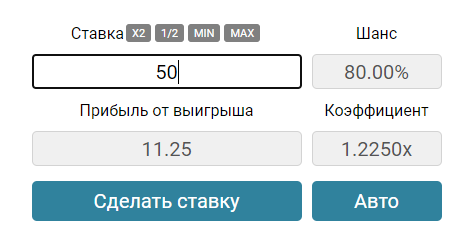 Ставка X2 1/2 MIN MAX Шанс
50 80.00%
Прибыль от выигрыша Коэффициент
11.25 1.2250x
Сделать ставку Авто